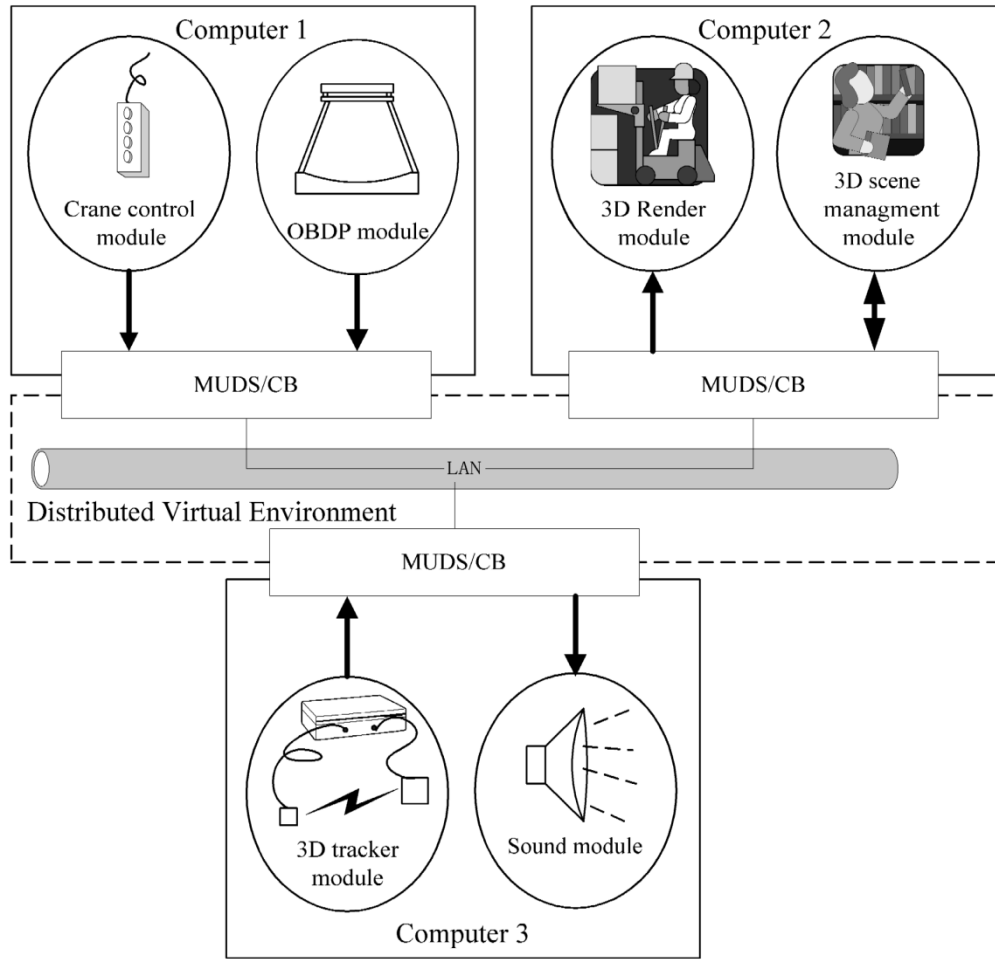 Computer 1
Crane control
module
OBDP module
MUDS/CB
Computer 2
3D Render
module
3D scene
managment module
MUDS/CB
LAN
Distributed Virtual Environment
MUDS/CB
3D tracker
module
Sound module
Computer 3